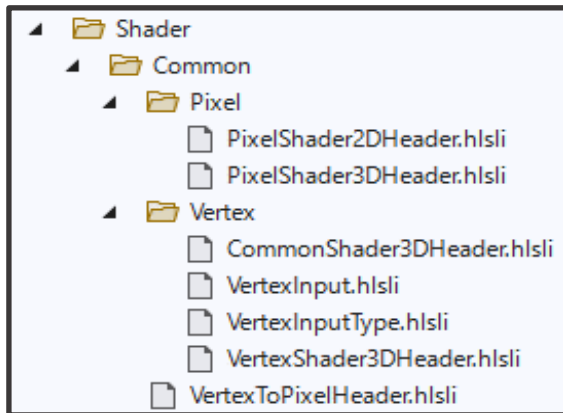 Shader
Common
Pixel
PixelShader2DHeader.hlsli
PixelShader3DHeader.hlsli
Vertex
CommonShader3DHeader.hlsli
VertexInput.hlsli
VertexInputType.hlsli
VertexShader3DHeader.hlsli
VertexToPixelHeader.hlsli